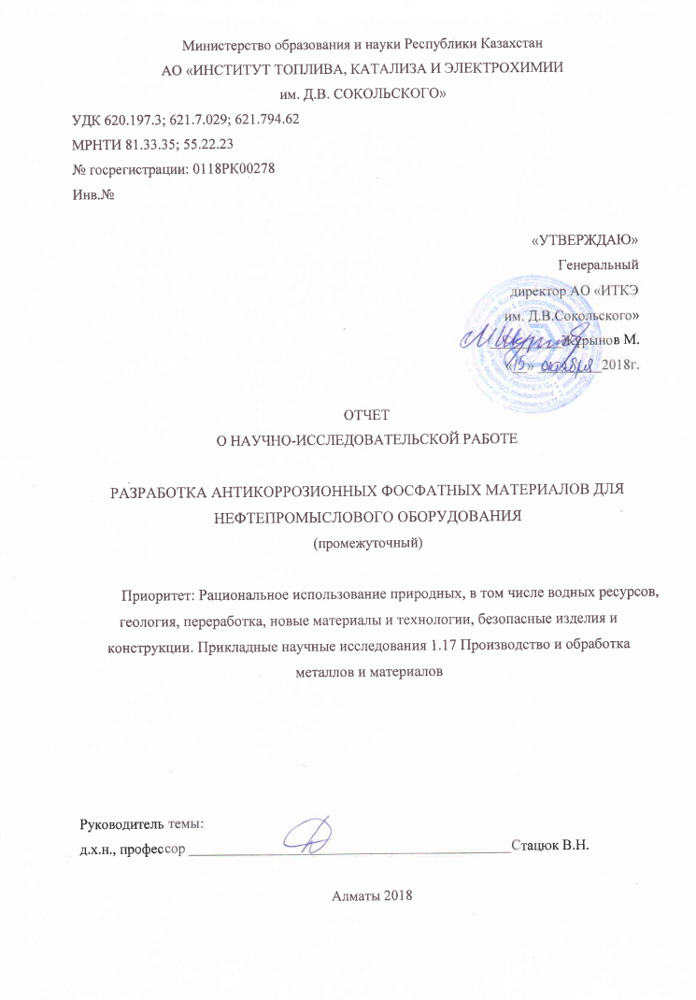 Министерство образования и науки Республики Казахстан
АО «ИНСТИТУТ ТОПЛИВА, КАТАЛИЗА И ЭЛЕКТРОХИМИИ
им. Д.В. СОКОЛЬСКОГО»
УДК 620.197.3; 621.7.029; 621.794.62
МРНТИ 81.33.35; 55.22.23
№ госрегистрации: 0118РК00278
Инв.№
«УТВЕРЖДАЮ»
Генеральный
директор АО «ИТКЭ
им. Д.В.Сокольского»
Журынов М.
«15» октября 2018г.
ОТЧЕТ
О НАУЧНО-ИССЛЕДОВАТЕЛЬСКОЙ РАБОТЕ
РАЗРАБОТКА АНТИКОРРОЗИОННЫХ ФОСФАТНЫХ МАТЕРИАЛОВ ДЛЯ
НЕФТЕПРОМЫСЛОВОГО ОБОРУДОВАНИЯ
(промежуточный)
Приоритет: Рациональное использование природных, в том числе водных ресурсов,
геология, переработка, новые материалы и технологии, безопасные изделия и
конструкции. Прикладные научные исследования 1.17 Производство и обработка
металлов и материалов
Руководитель темы:
д.х.н., профессор ______________________________________________Стацюк В.Н.
Алматы 2018